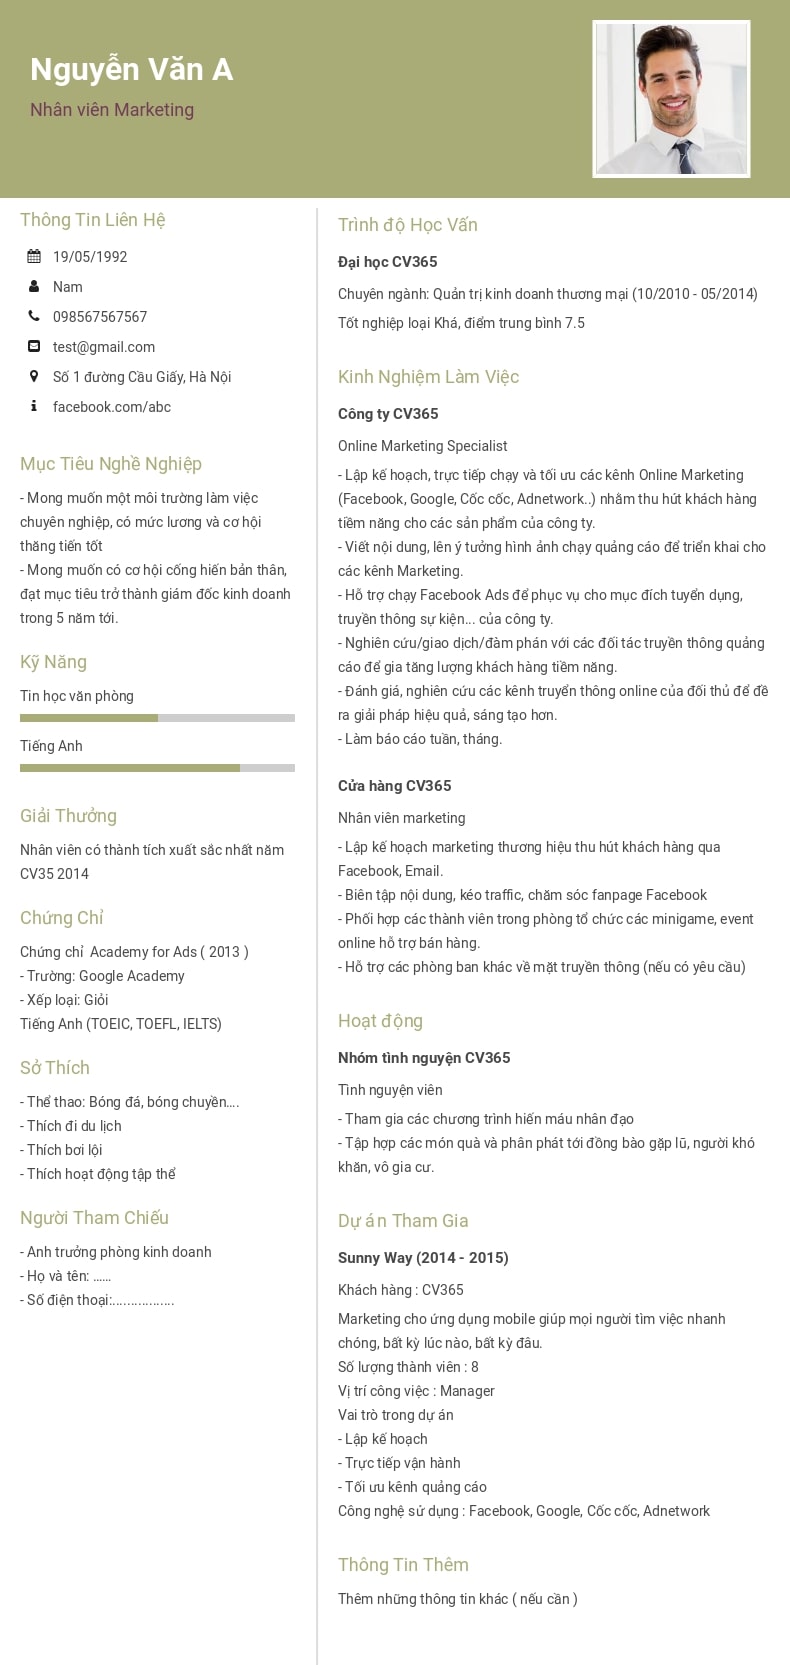 Nguyễn Văn A
Nhân viên Marketing
Thông Tin Liên Hệ
19/05/1992
Nam
098567567567
test@gmail.com
Số 1 đường Cầu Giấy, Hà Nội
facebook.com/abc
Mục Tiêu Nghề Nghiệp
- Mong muốn một môi trường làm việc
chuyên nghiệp, có mức lương và cơ hội
thăng tiến tốt
- Mong muốn có cơ hội cống hiến bản thân,
đạt mục tiêu trở thành giám đốc kinh doanh
trong 5 năm tới.
Kỹ Năng
Tin học văn phòng
Tiếng Anh
Giải Thưởng
Nhân viên có thành tích xuất sắc nhất năm
CV35 2014
Chứng Chỉ
Chứng chỉ  Academy for Ads ( 2013 )
- Trường: Google Academy
- Xếp loại: Giỏi
Tiếng Anh (TOEIC, TOEFL, IELTS)
Sở Thích
- Thể thao: Bóng đá, bóng chuyền....
- Thích đi du lịch
- Thích bơi lội
- Thích hoạt động tập thể
Người Tham Chiếu
- Anh trưởng phòng kinh doanh
- Họ và tên: ......
- Số điện thoại:.................
Trình độ Học Vấn
Đại học CV365
Chuyên ngành: Quản trị kinh doanh thương mại (10/2010 - 05/2014)
Tốt nghiệp loại Khá, điểm trung bình 7.5
Kinh Nghiệm Làm Việc
Công ty CV365
Online Marketing Specialist
- Lập kế hoạch, trực tiếp chạy và tối ưu các kênh Online Marketing
(Facebook, Google, Cốc cốc, Adnetwork..) nhằm thu hút khách hàng
tiềm năng cho các sản phẩm của công ty.
- Viết nội dung, lên ý tưởng hình ảnh chạy quảng cáo để triển khai cho
các kênh Marketing.
- Hỗ trợ chạy Facebook Ads để phục vụ cho mục đích tuyển dụng,
truyền thông sự kiện... của công ty.
- Nghiên cứu/giao dịch/đàm phán với các đối tác truyền thông quảng
cáo để gia tăng lượng khách hàng tiềm năng.
- Đánh giá, nghiên cứu các kênh truyển thông online của đối thủ để đề
ra giải pháp hiệu quả, sáng tạo hơn.
- Làm báo cáo tuần, tháng.
Cửa hàng CV365
Nhân viên marketing
- Lập kế hoạch marketing thương hiệu thu hút khách hàng qua
Facebook, Email.
- Biên tập nội dung, kéo traffic, chăm sóc fanpage Facebook
- Phối hợp các thành viên trong phòng tổ chức các minigame, event
online hỗ trợ bán hàng.
- Hỗ trợ các phòng ban khác về mặt truyền thông (nếu có yêu cầu)
Hoạt động
Nhóm tình nguyện CV365
Tình nguyện viên
- Tham gia các chương trình hiến máu nhân đạo
- Tập hợp các món quà và phân phát tới đồng bào gặp lũ, người khó
khăn, vô gia cư.
Dự án Tham Gia
Sunny Way (2014 - 2015)
Khách hàng : CV365
Marketing cho ứng dụng mobile giúp mọi người tìm việc nhanh
chóng, bất kỳ lúc nào, bất kỳ đâu.
Số lượng thành viên : 8
Vị trí công việc : Manager
Vai trò trong dự án
- Lập kế hoạch
- Trực tiếp vận hành
- Tối ưu kênh quảng cáo
Công nghệ sử dụng : Facebook, Google, Cốc cốc, Adnetwork
Thông Tin Thêm
Thêm những thông tin khác ( nếu cần )